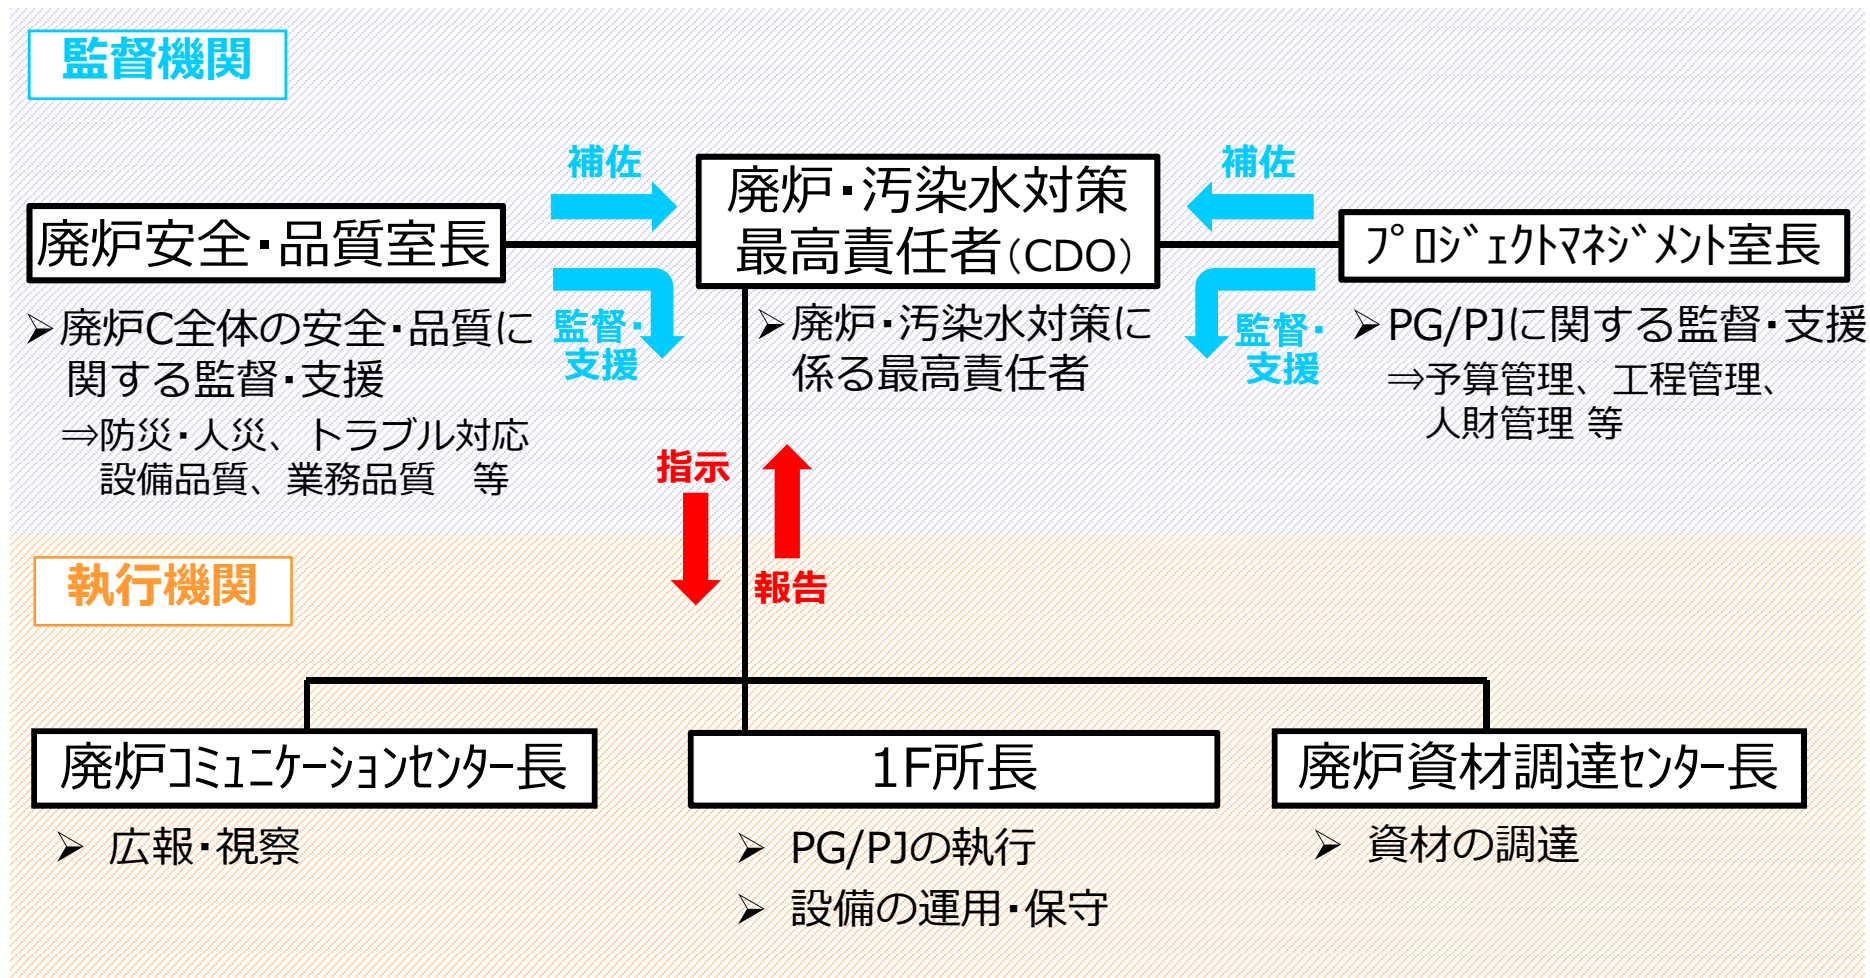 監督機関
補佐
補佐
廃炉・汚染水対策
最高責任者(CDO)
廃炉安全・品質室長
ﾌﾟﾛｼﾞｪｸﾄﾏﾈｼﾞﾒﾝﾄ室長
➢廃炉C全体の安全・品質に
関する監督・支援
⇒防災・人災、トラブル対応
設備品質、業務品質　等
監督・
支援
➢廃炉・汚染水対策に
係る最高責任者
監督・
支援
➢PG/PJに関する監督・支援
⇒予算管理、工程管理、
人財管理 等
指示
報告
執行機関
廃炉ｺﾐｭﾆｹｰｼｮﾝｾﾝﾀｰ長
1F所長
廃炉資材調達ｾﾝﾀｰ長
➢ 広報・視察
➢ PG/PJの執行
➢ 設備の運用・保守
➢ 資材の調達